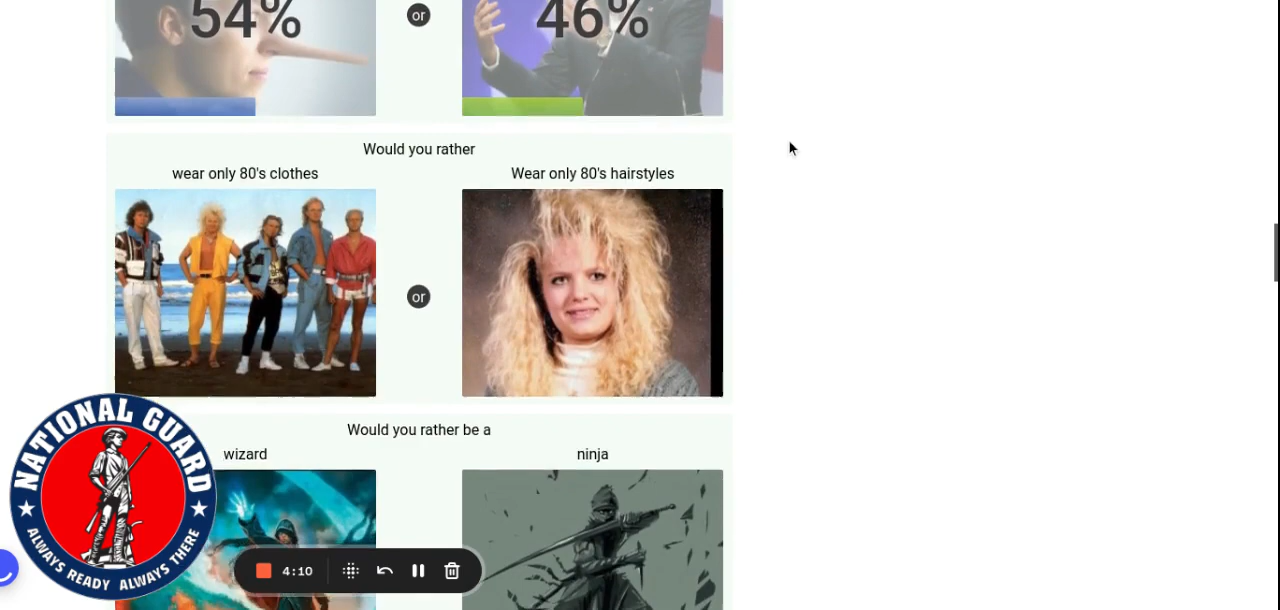 54%
or
46%
Would you rather
wear only 80's clothes
Wear only 80's hairstyles
or
Would you rather be a
wizard
ninja
NATIONAL GUARD
ALWAYS READY ALWAYS THERE
4:10